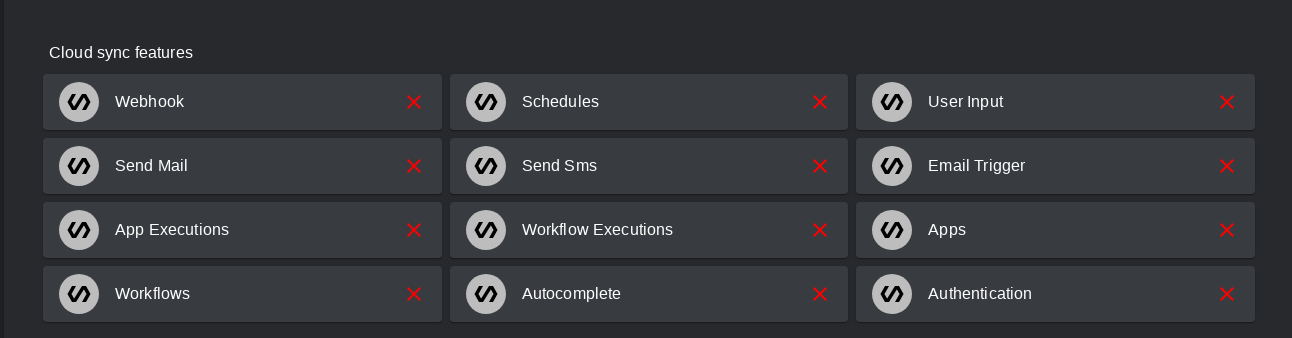 Cloud sync features
Webhook
Schedules
User Input
Send Mail
Send Sms
Email Trigger
App Executions
Workflow Executions
Apps
Workflows
Autocomplete
Authentication